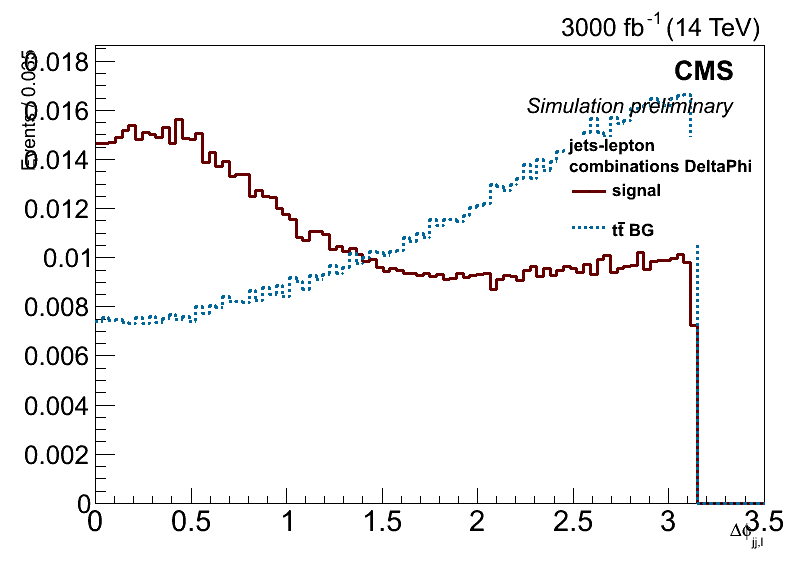 3000 fb-1 (14 TeV)
CMS
Simulation preliminary
jets-lepton
combinations DeltaPhi
signal
tt̄ BG
Events / 0.035
0.018
0.016
0.014
0.012
0.01
0.008
0.006
0.004
0.002
0
0 0.5 1 1.5 2 2.5 3 3.5
Δϕjj,l